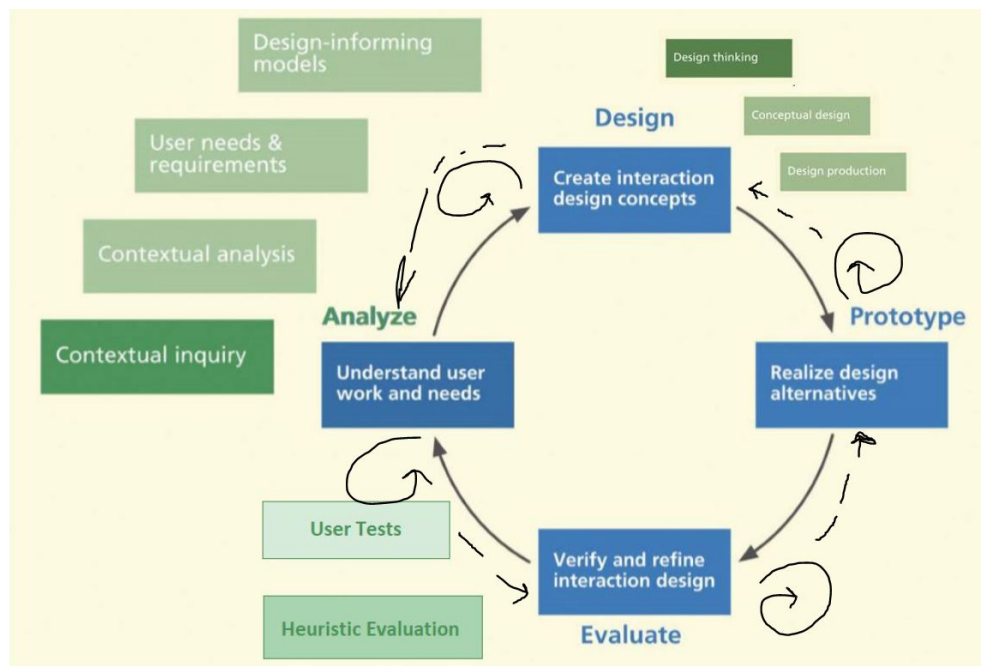 Design-informing
models
Design thinking
User needs &
requirements
Conceptual design
Design
Create interaction
design concepts
Design production
Contextual analysis
Contextual inquiry
Analyze
Understand user
work and needs
Prototype
Realize design
alternatives
User Tests
Heuristic Evaluation
Verify and refine
interaction design
Evaluate